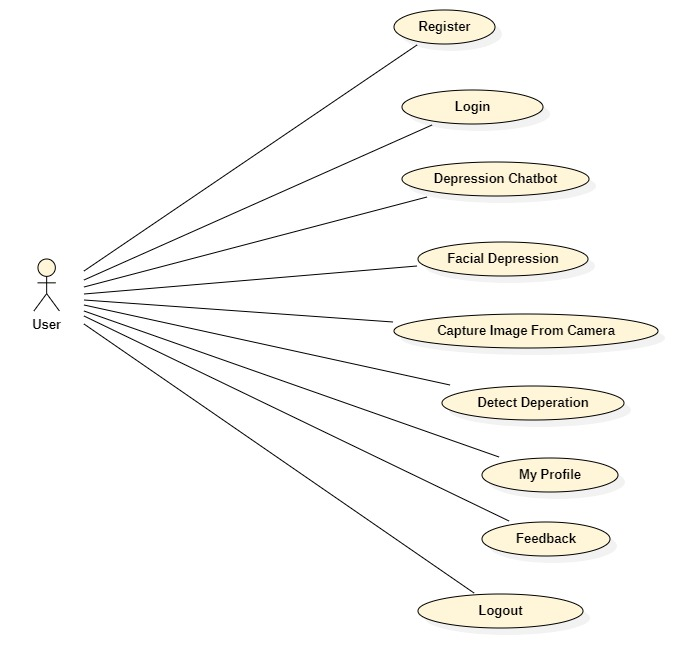 Register
Login
Depression Chatbot
Facial Depression
User
Capture Image From Camera
Detect Deperation
My Profile
Feedback
Logout